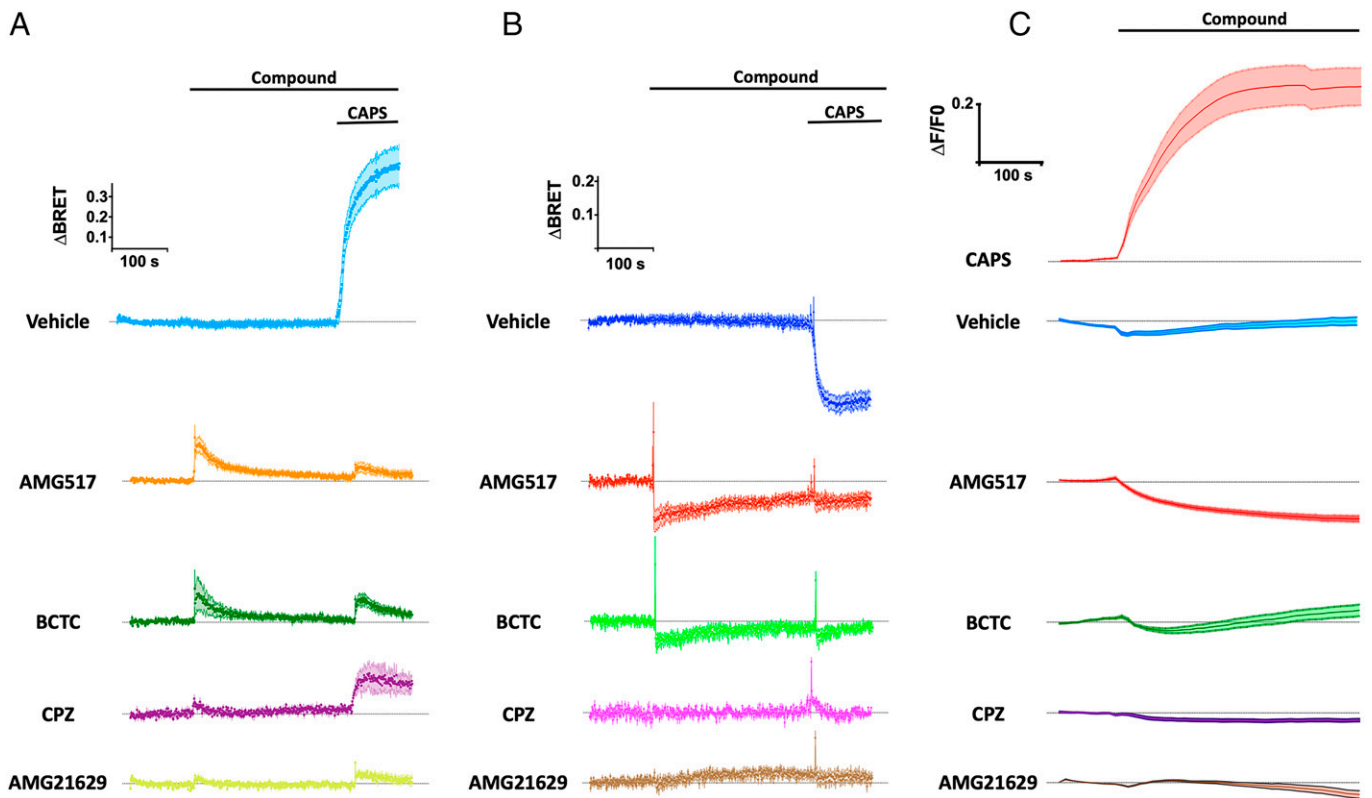 A
Compound
CAPS
ΔBRET
0.3
0.2
0.1
100 s
Vehicle
AMG517
BCTC
CPZ
AMG21629
B
Compound
CAPS
ΔBRET
0.2
0.1
100 s
Vehicle
AMG517
BCTC
CPZ
AMG21629
C
Compound
ΔF/F0
0.2
100 s
CAPS
Vehicle
AMG517
BCTC
CPZ
AMG21629